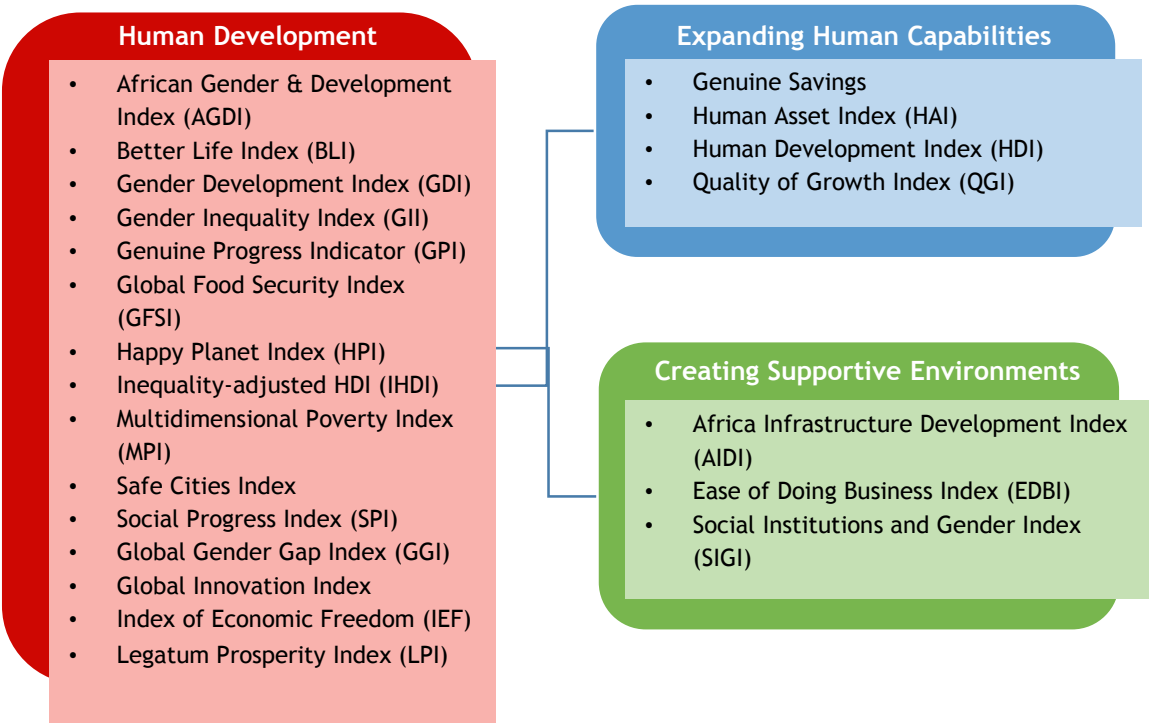 Human Development
• African Gender & Development
Index (AGDI)
• Better Life Index (BLI)
• Gender Development Index (GDI)
• Gender Inequality Index (GII)
• Genuine Progress Indicator (GPI)
• Global Food Security Index
(GFSI)
• Happy Planet Index (HPI)
• Inequality-adjusted HDI (IHDI)
• Multidimensional Poverty Index
(MPI)
• Safe Cities Index
• Social Progress Index (SPI)
• Global Gender Gap Index (GGI)
• Global Innovation Index
• Index of Economic Freedom (IEF)
• Legatum Prosperity Index (LPI)
Expanding Human Capabilities
• Genuine Savings
• Human Asset Index (HAI)
• Human Development Index (HDI)
• Quality of Growth Index (QGI)
Creating Supportive Environments
• Africa Infrastructure Development Index
(AIDI)
• Ease of Doing Business Index (EDBI)
• Social Institutions and Gender Index
(SIGI)